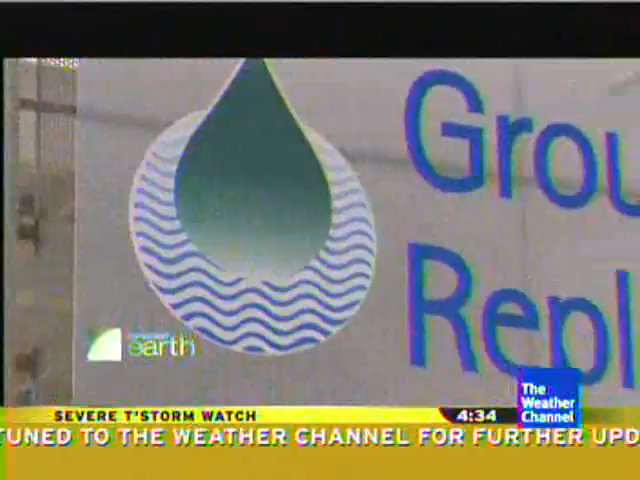 Grou
Repl
earth
SEVERE T'STORM WATCH
4:34
The
Weather
Channel
TUNED TO THE WEATHER CHANNEL FOR FURTHER UPD